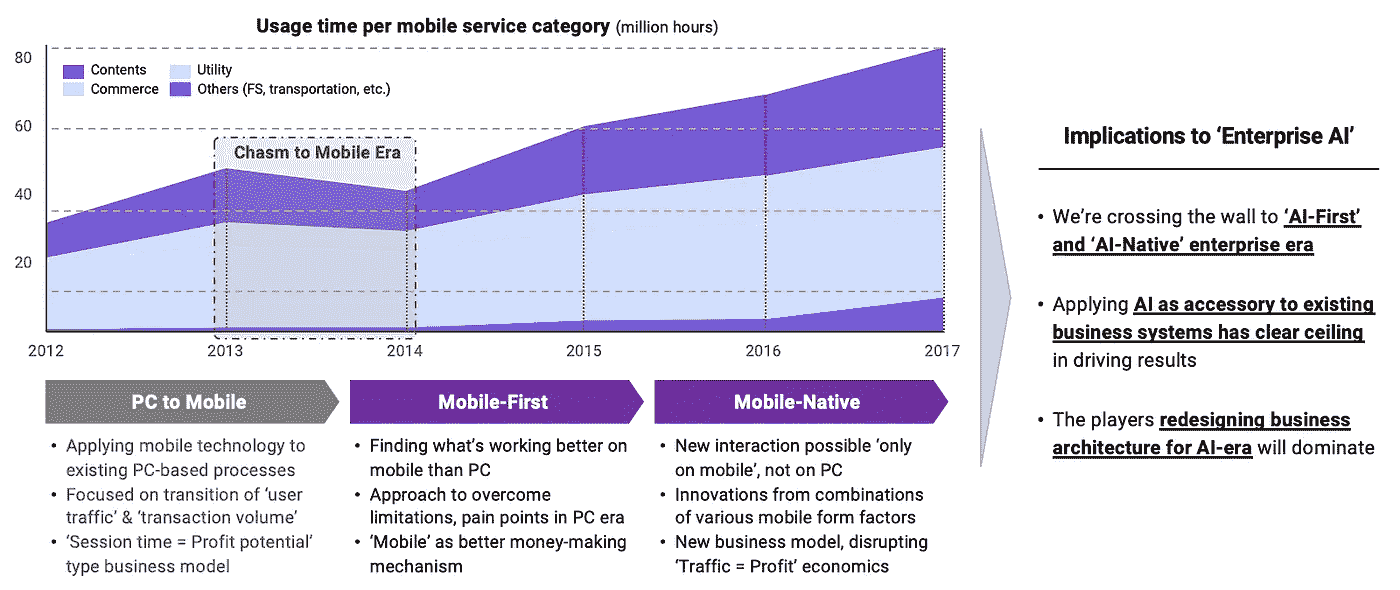 Usage time per mobile service category (million hours)
80
60
40
20
Contents
Utility
Commerce
Others (FS, transportation, etc.)
Chasm to Mobile Era
2012
2013
2014
2015
2016
2017
PC to Mobile
• Applying mobile technology to
existing PC-based processes
• Focused on transition of ‘user
traffic’ & ‘transaction volume’
• ‘Session time = Profit potential’
type business model
Mobile-First
• Finding what’s working better on
mobile than PC
• Approach to overcome
limitations, pain points in PC era
• ‘Mobile’ as better money-making
mechanism
Mobile-Native
• New interaction possible ‘only
on mobile’, not on PC
• Innovations from combinations
of various mobile form factors
• New business model, disrupting
‘Traffic = Profit’ economics
Implications to ‘Enterprise AI’
• We’re crossing the wall to ‘AI-First’
and ‘AI-Native’ enterprise era
• Applying AI as accessory to existing
business systems has clear ceiling
in driving results
• The players redesigning business
architecture for AI-era will dominate